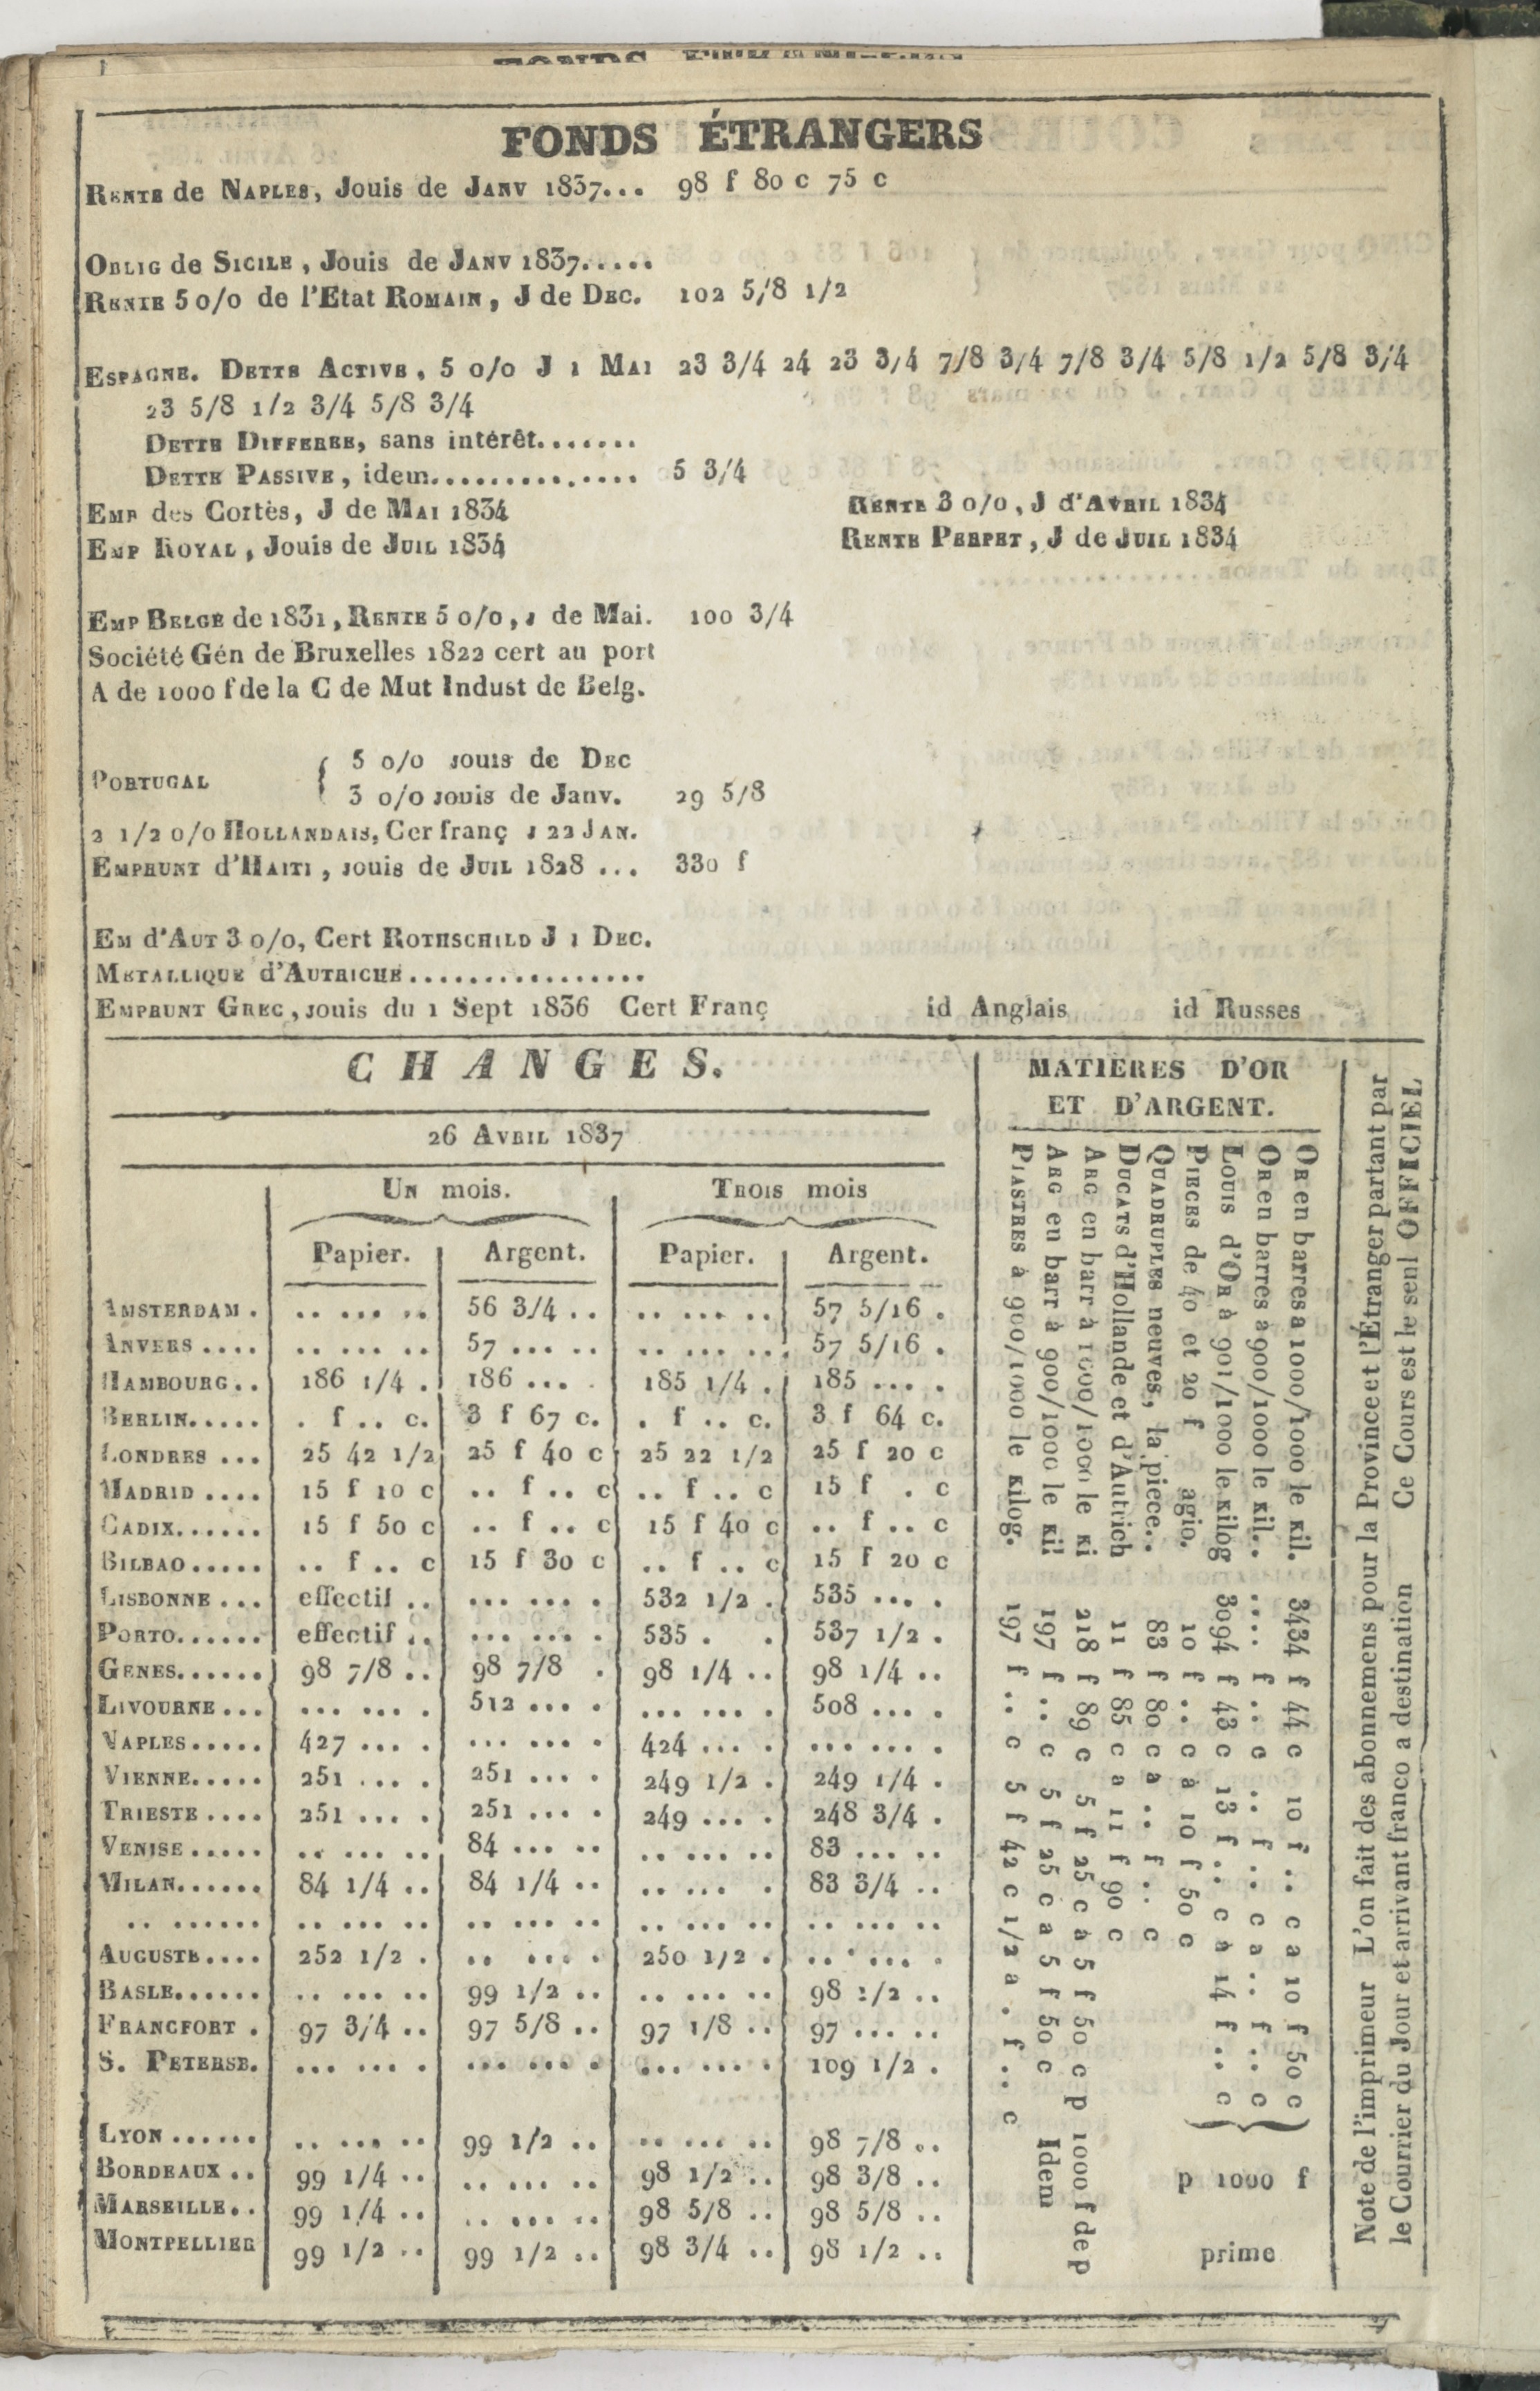 FONDS ÉTRANGERS
RENTE de NAPLES, Jouis de JANV 1837... 98 f 80 c 75 c
OBLIG de SICILE, Jouis de JANV 1837.....
RENTE 5 o/o de l'Etat ROMAIN, J de DEC. 102 5/8 1/2
ESPAGNE. DETTE ACTIVE, 5 o/o J 1 MAI 23 3/4 24 23 3/4 7/8 3/4 7/8 3/4 5/8 1/2 5/8 3/4
23 5/8 1/2 3/4 5/8 3/4
DETTE DIFFEREE, sans intérêt.......
DETTE PASSIVE, idem............... 5 3/4
EMP des Cortès, J de MAI 1834 RENTE 3 o/o, J d'AVRIL 1834
EMP ROYAL, Jouis de JUIL 1834 RENTE PERPET, J de JUIL 1834
EMP BELGE de 1831, RENTE 5 o/o, J de Mai. 100 3/4
Société Gén de Bruxelles 1822 cert au port
A de 1000 f de la C de Mut Indust de Belg.
PORTUGAL { 5 o/o jouis de DEC
3 o/o jouis de Janv. 29 5/8
2 1/2 o/o HOLLANDAIS, Cer franç J 22 JAN.
EMPRUNT d'HAITI, jouis de JUIL 1828 ... 330 f
EM d'AUT 3 o/o, Cert ROTHSCHILD J 1 DEC.
METALLIQUE d'AUTRICHE................
EMPRUNT GREC, jouis du 1 Sept 1836 Cert Franç id Anglais id Russes
CHANGES.
26 AVRIL 1837
UN mois. TROIS mois
Papier. Argent. Papier. Argent.
AMSTERDAM . .. ... .. 56 3/4 .. .. ... .. 57 5/16 .
ANVERS .... .. ... .. 57 ... .. .. ... .. 57 5/16 .
HAMBOURG.. 186 1/4 . 186 ... . 185 1/4 . 185 ... .
BERLIN..... . f .. c. 3 f 67 c. . f .. c. 3 f 64 c.
LONDRES ... 25 42 1/2 25 f 40 c 25 22 1/2 25 f 20 c
MADRID .... 15 f 10 c .. f .. c .. f .. c 15 f . c
CADIX...... 15 f 50 c .. f .. c 15 f 40 c .. f .. c
BILBAO..... .. f .. c 15 f 30 c .. f .. c 15 f 20 c
LISBONNE ... effectif .. ... ... . 532 1/2 . 535 ... .
PORTO...... effectif .. ... ... . 535 . . 537 1/2 .
GENES...... 98 7/8 .. 98 7/8 . 98 1/4 .. 98 1/4 ..
LIVOURNE... ... ... . 512 ... . ... ... . 508 ... .
NAPLES..... 427 ... . ... ... . 424 ... . ... ... .
VIENNE..... 251 ... . 251 ... . 249 1/2 . 249 1/4 .
TRIESTE .... 251 ... . 251 ... . 249 ... . 248 3/4 .
VENISE ..... .. ... .. 84 ... .. .. ... .. 83 ... ..
MILAN...... 84 1/4 .. 84 1/4 .. .. ... . 83 3/4 ..
.. ...... .. ... .. .. ... .. .. ... .. .. ... ..
AUGUSTE.... 252 1/2 . .. ... . 250 1/2 . .. . ... .
BASLE...... .. ... .. 99 1/2 .. .. ... .. 98 1/2 ..
FRANCFORT . 97 3/4 .. 97 5/8 .. 97 1/8 .. 97 ... ..
S. PETERSB. ... ... . ... ... . ... ... . 109 1/2 .
LYON ...... .. ... .. 99 1/2 .. .. ... .. 98 7/8 ..
BORDEAUX .. 99 1/4 .. .. ... .. 98 1/2 .. 98 3/8 ..
MARSEILLE.. 99 1/4 .. .. ... .. 98 5/8 .. 98 5/8 ..
MONTPELLIER 99 1/2 .. 99 1/2 .. 98 3/4 .. 98 1/2 ..
MATIERES D'OR
ET D'ARGENT.
OR en barres a 1000/1000 le kil. 3434 f 44 c 10 f .. c a 10 f 50 c
OR en barres à 900/1000 le kil.. .... f .. c .. f .. c a .. f .. c
LOUIS d'OR à 901/1000 le kilog 3094 f 43 c 13 f .. c à 14 f .. c
PIECES de 40 et 20 f agio. 10 f .. c à 10 f 50 c
} p 1000 f
prime
QUADRUPLES neuves, la piece... 83 f 80 c a .. f .. c
DUCATS d'Hollande et d'Autrich 11 f 85 c a 11 f 90 c
ARG en barr à 1000/1000 le ki 218 f 89 c 5 f 25 c à 5 f 50 c p 1000 f de p
ARG en barr à 900/1000 le kil 197 f .. c 5 f 25 c a 5 f 50 c Idem
PIASTRES à 900/1000 le kilog. 197 f .. c 5 f 42 c 1/2 a . f .. c
Note de l'imprimeur L'on fait des abonnemens pour la Province et l'Étranger partant par
le Courrier du Jour et arrivant franco a destination Ce Cours est le seul OFFICIEL